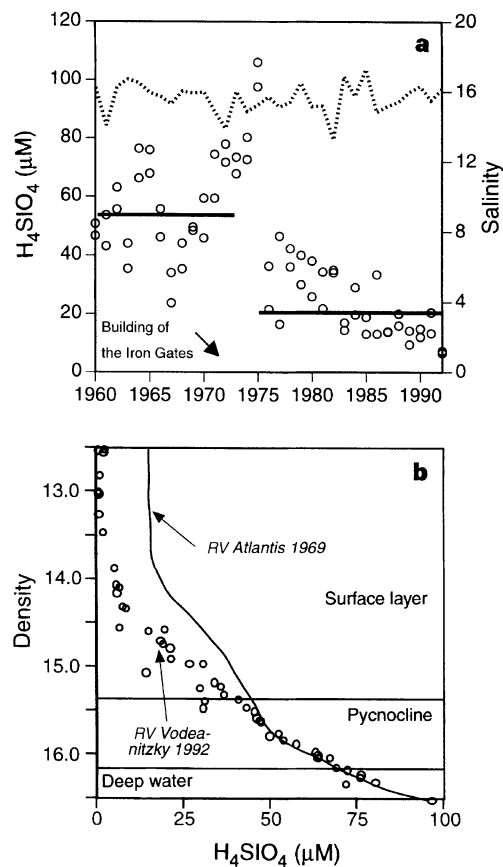 a
120
100
80
60
40
20
0
H4SIO4 (μM)
20
16
12
8
4
0
Salinity
Building of
the Iron Gates
1960 1965 1970 1975 1980 1985 1990
b
13.0
14.0
15.0
16.0
Density
RV Atlantis 1969
Surface layer
Pycnocline
RV Vodea-
nitzky 1992
Deep water
0 25 50 75 100
H4SIO4 (μM)